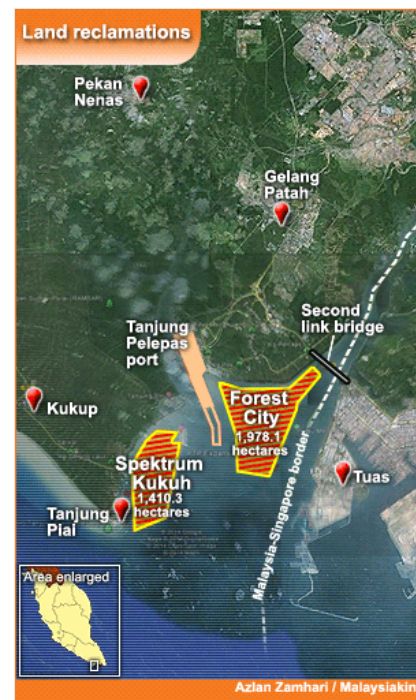 Land reclamations
Pekan
Nenas
Gelang
Patah
Second
link bridge
Tanjung
Pelepas
port
Forest
City
1,978.1
hectares
Kukup
Spektrum
Kukuh
1,410.3
hectares
Tuas
Tanjung
Piai
Malaysia-Singapore border
Area enlarged
Azlan Zamhari / Malaysiakin